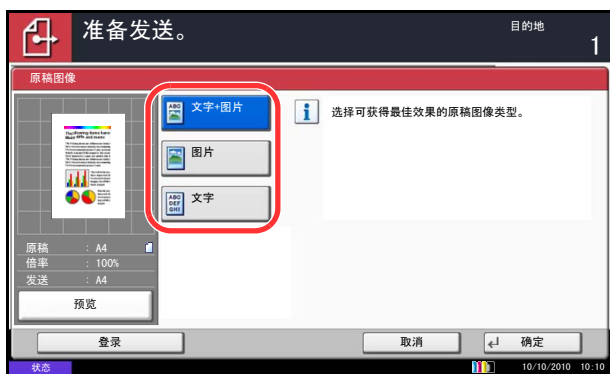 准备发送。
目的地
1
原稿图像
文字+图片
图片
文字
选择可获得最佳效果的原稿图像类型。
原稿 : A4
倍率 : 100%
发送 : A4
预览
登录
取消
确定
状态
10/10/2010 10:10